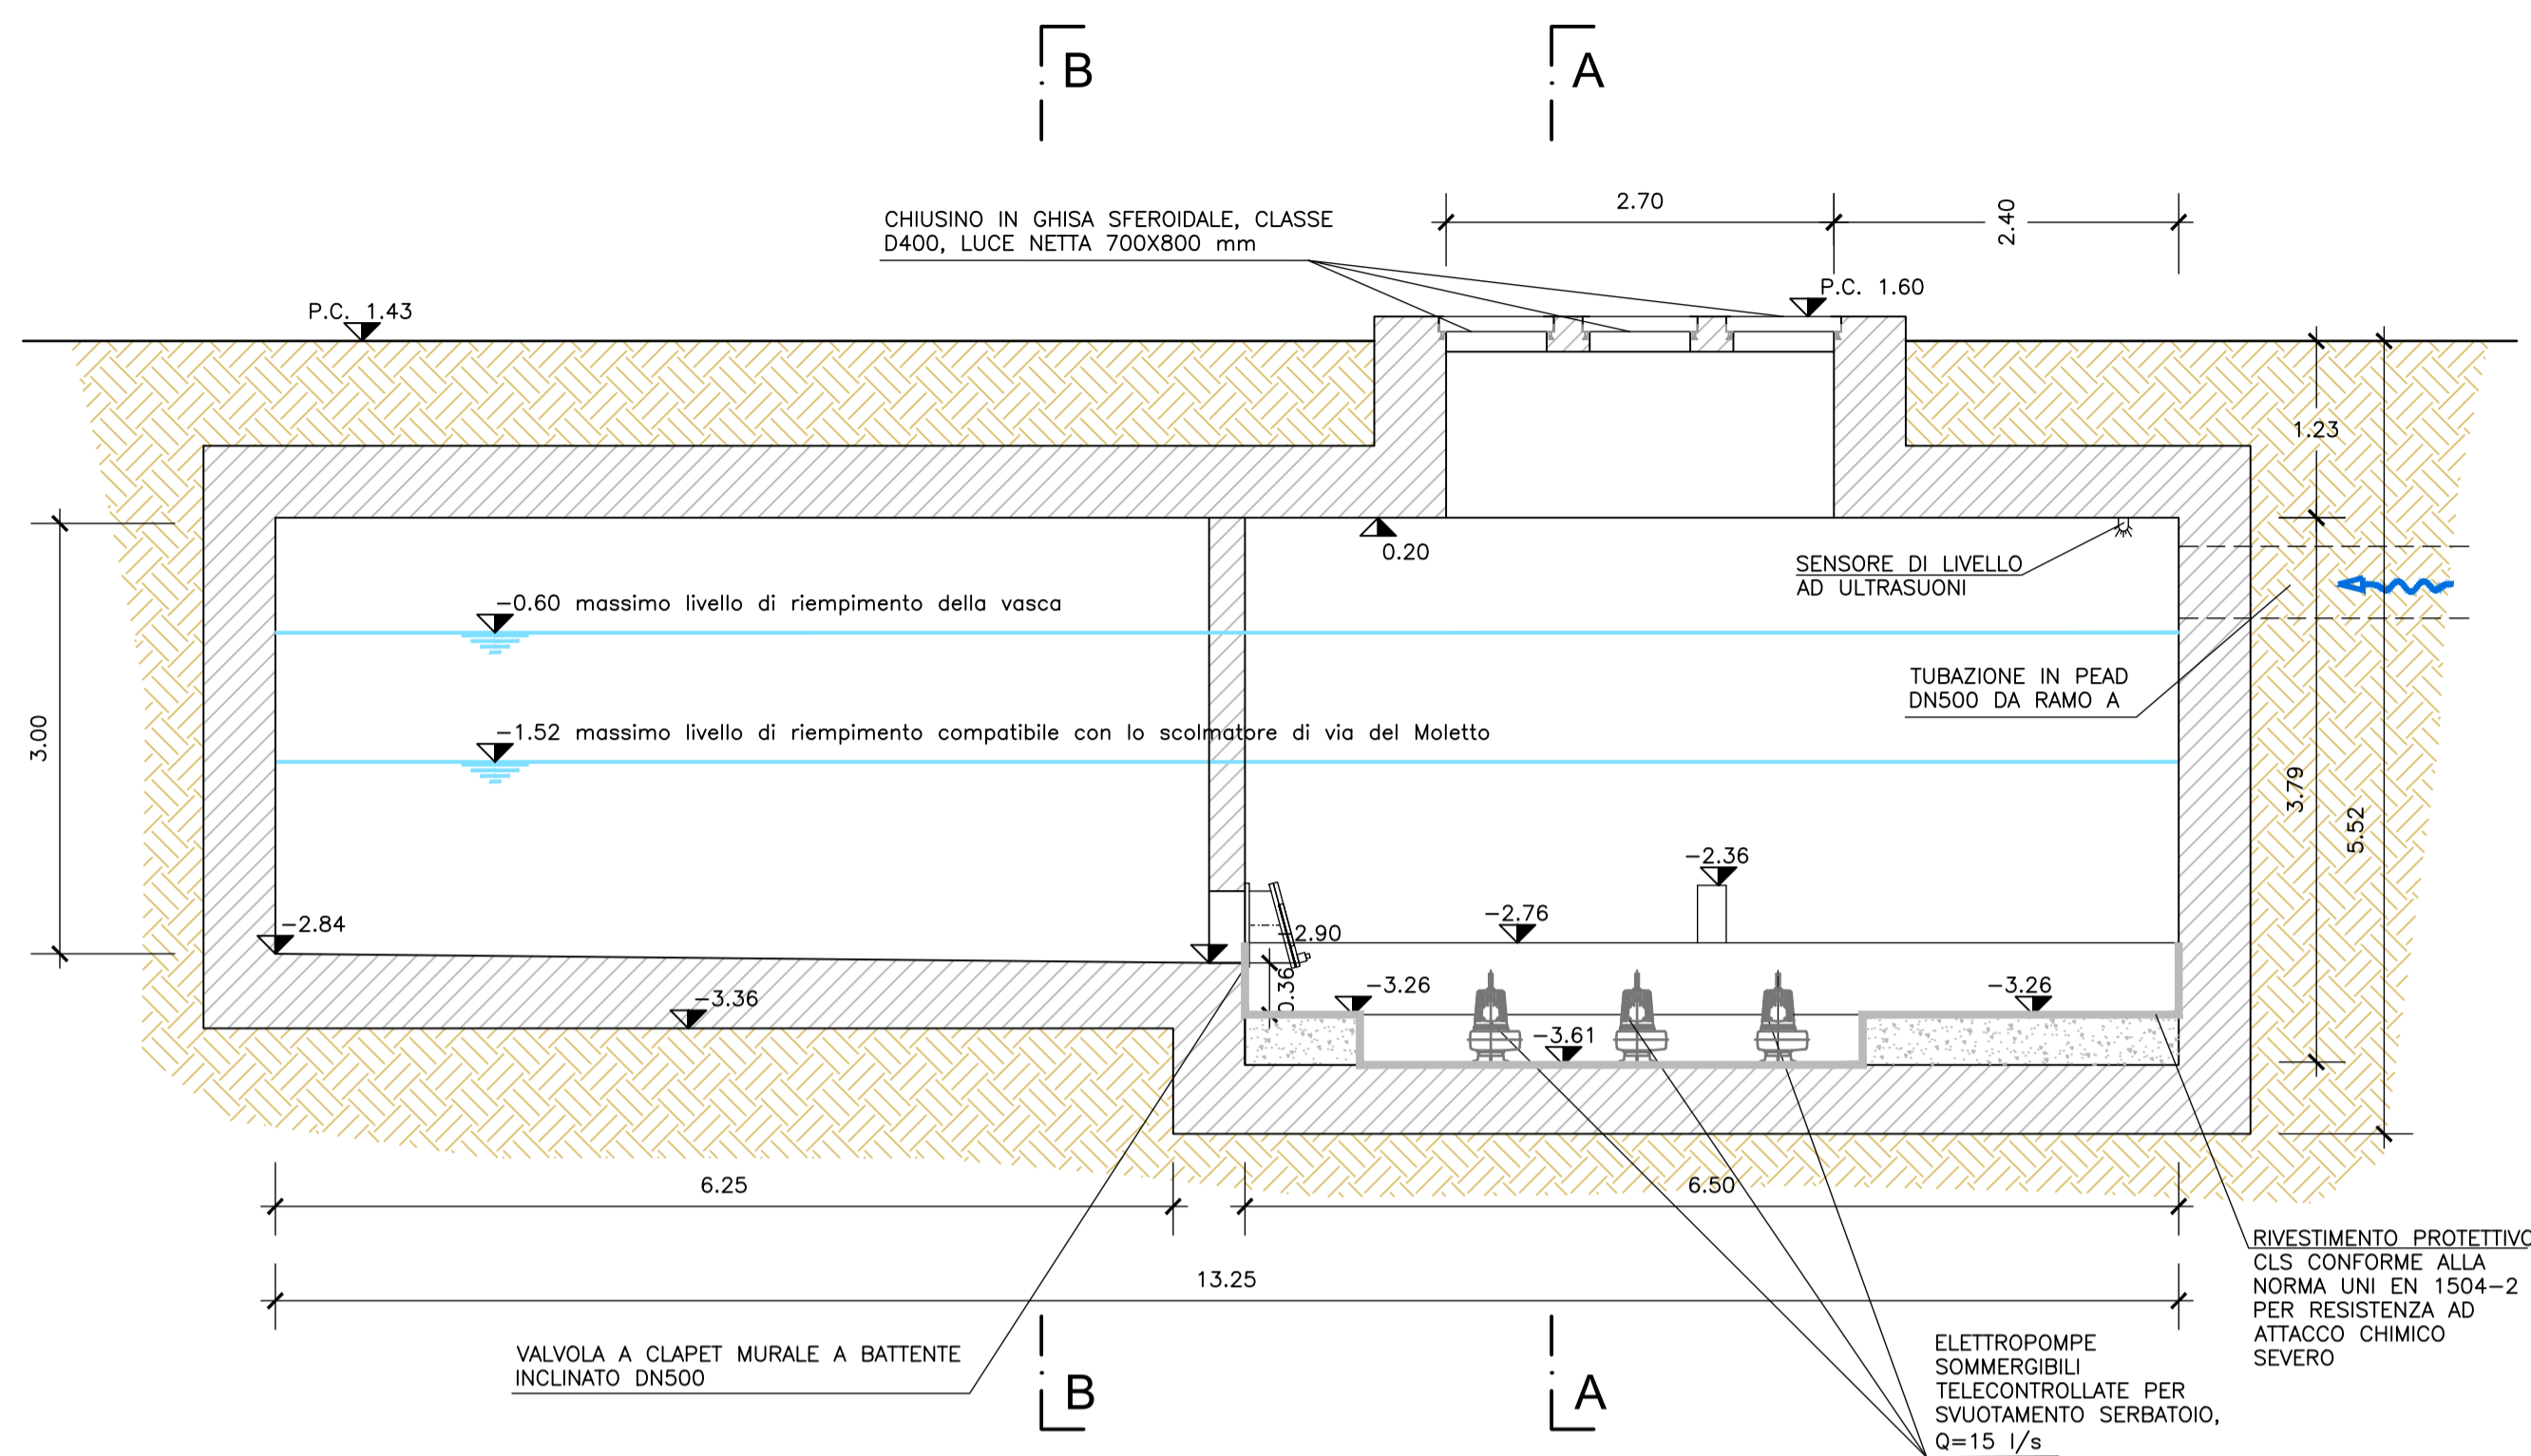 B
A
2.70
2.40
CHIUSINO IN GHISA SFEROIDALE, CLASSE
D400, LUCE NETTA 700X800 mm
P.C. 1.60
P.C. 1.43
1.23
0.20
SENSORE DI LIVELLO
AD ULTRASUONI
-0.60 massimo livello di riempimento della vasca
TUBAZIONE IN PEAD
DN500 DA RAMO A
3.00
-1.52 massimo livello di riempimento compatibile con lo scolmatore di via del Moletto
3.79
5.52
-2.36
-2.84
-2.76
-2.90
-3.36
0.36
-3.26
-3.26
-3.61
6.25
6.50
13.25
RIVESTIMENTO PROTETTIVO
CLS CONFORME ALLA
NORMA UNI EN 1504-2
PER RESISTENZA AD
ATTACCO CHIMICO
SEVERO
VALVOLA A CLAPET MURALE A BATTENTE
INCLINATO DN500
ELETTROPOMPE
SOMMERGIBILI
TELECONTROLLATE PER
SVUOTAMENTO SERBATOIO,
Q=15 l/s
B
A